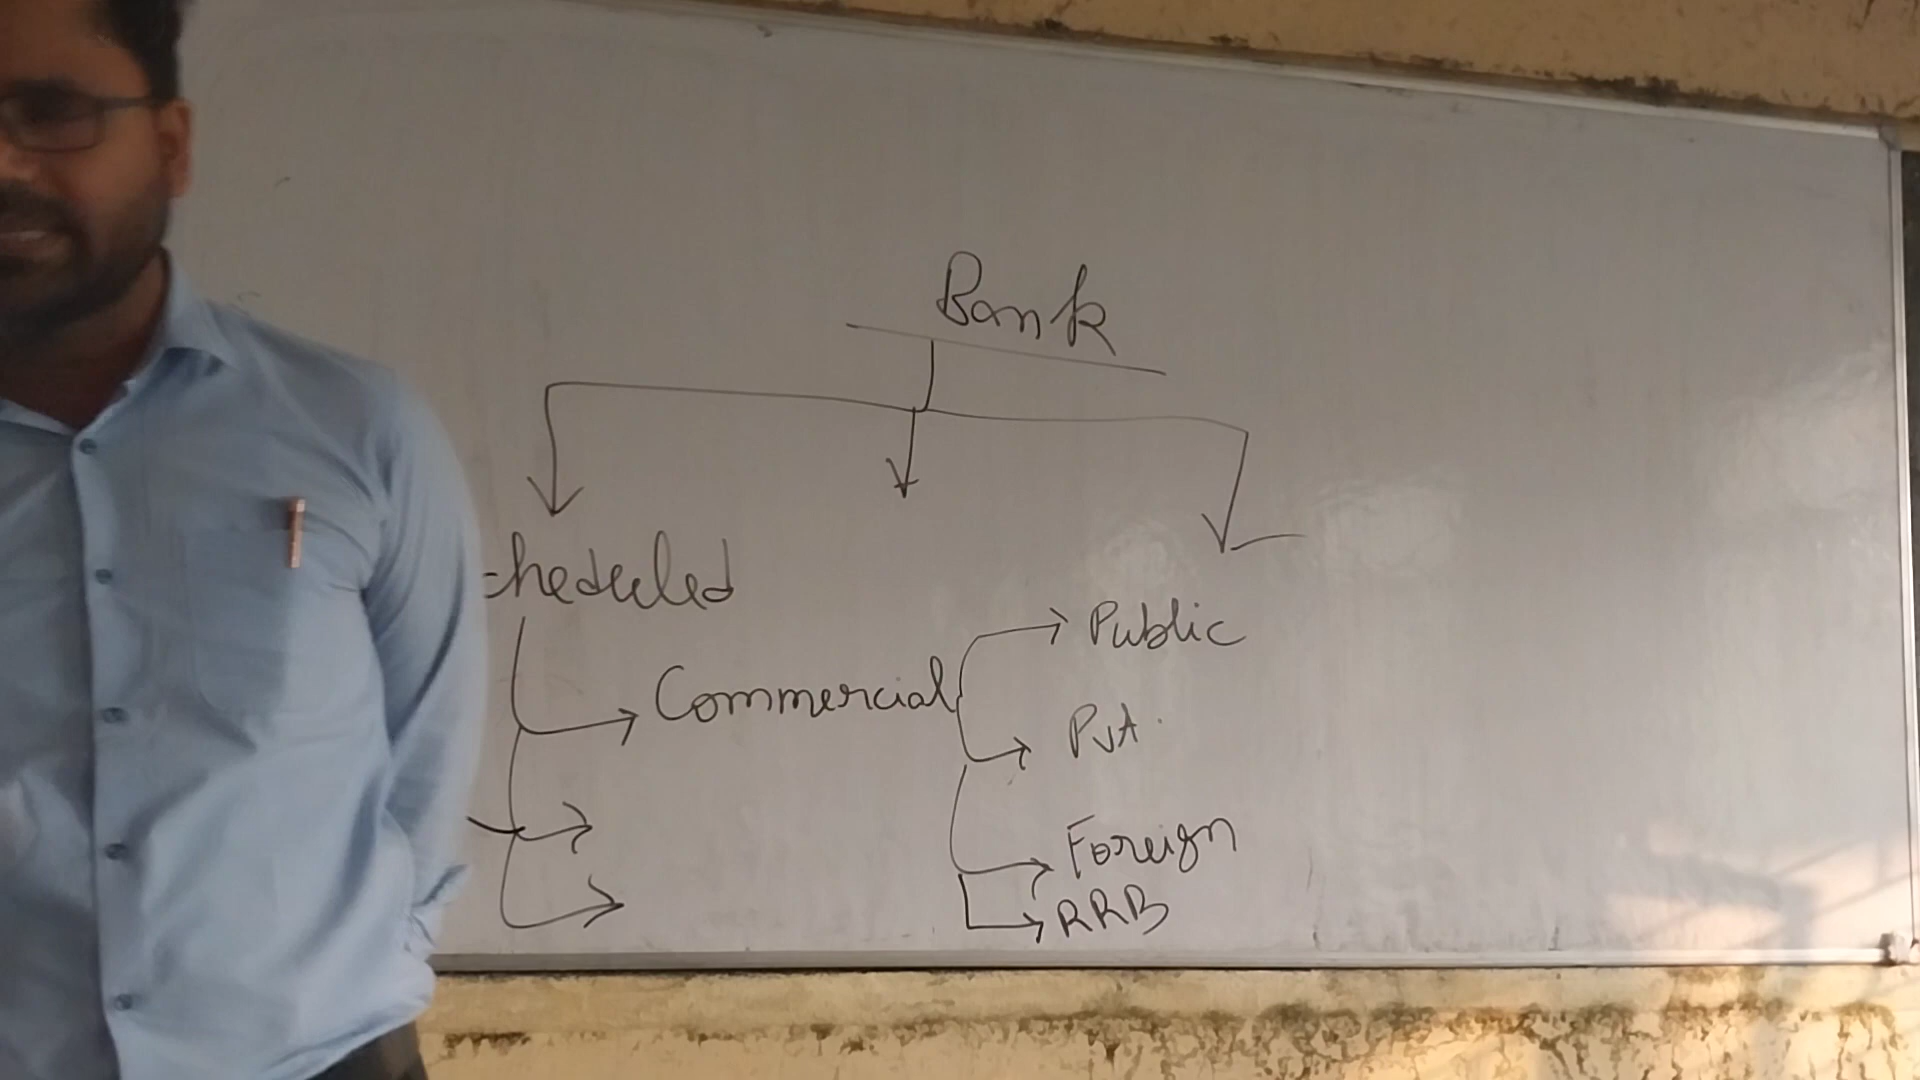 Bank
cheduled
Commercial
Public
Pvt.
Foreign
RRB